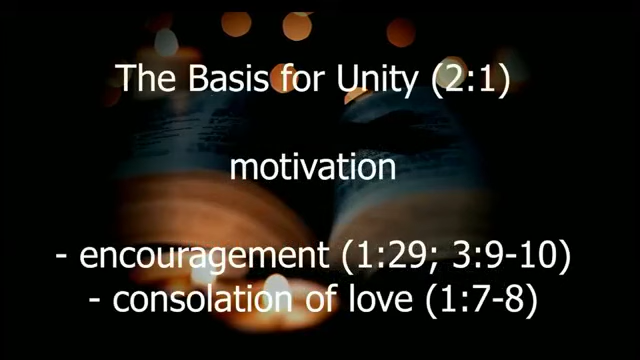 The Basis for Unity (2:1)
motivation
- encouragement (1:29; 3:9-10)
- consolation of love (1:7-8)